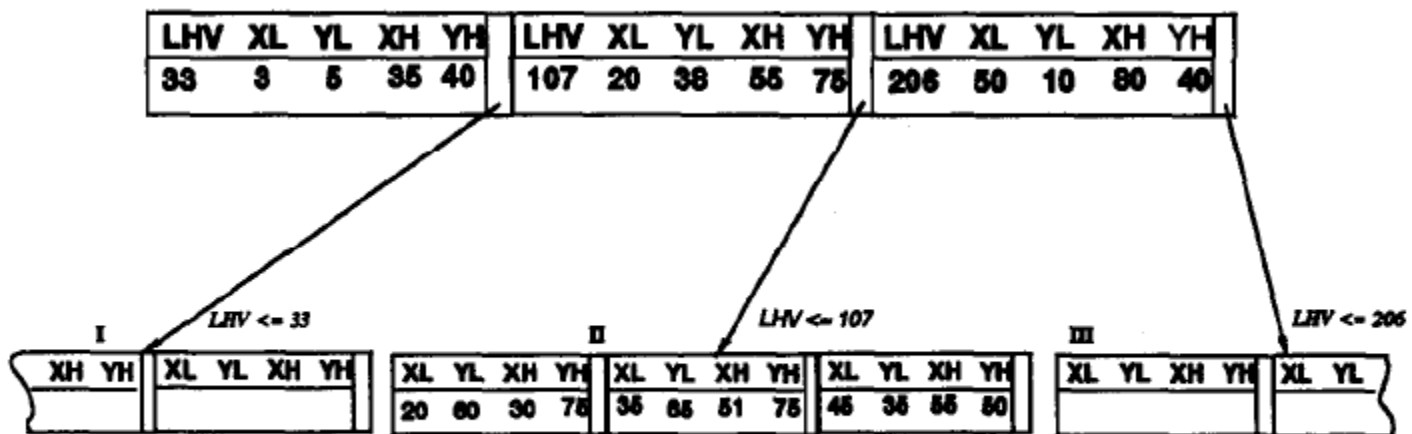 LHV XL YL XH YH LHV XL YL XH YH LHV XL YL XH YH
33 3 5 35 40 107 20 38 55 75 206 50 10 80 40
LHV <= 33 LHV <= 107 LHV <= 206
I II III
XH YH XL YL XH YH XL YL XH YH XL YL XH YH XL YL XH YH XL YL XH YH XL YL
20 60 30 75 35 65 51 75 45 35 55 50